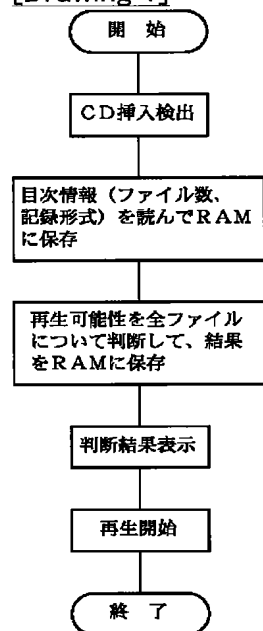 [Drawing 4]
開 始
CD挿入検出
目次情報（ファイル数、
記録形式）を読んでRAM
に保存
再生可能性を全ファイル
について判断して、結果
をRAMに保存
判断結果表示
再生開始
終 了